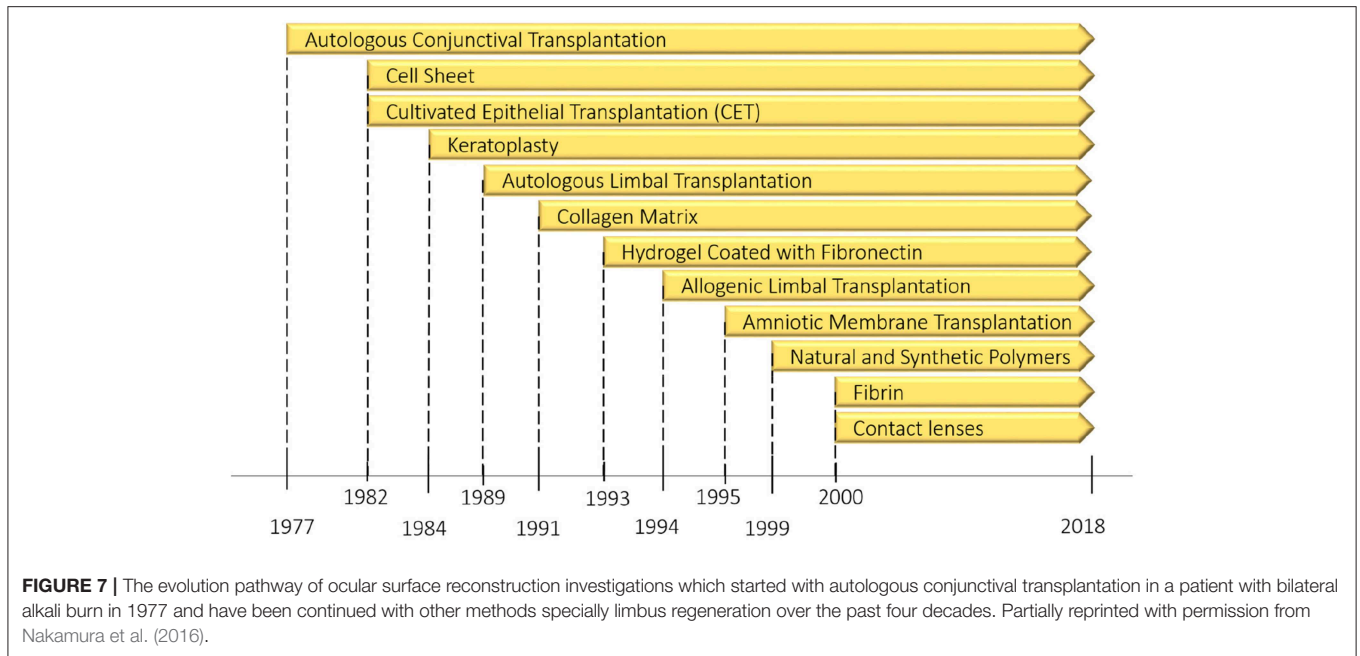 Autologous Conjunctival Transplantation
Cell Sheet
Cultivated Epithelial Transplantation (CET)
Keratoplasty
Autologous Limbal Transplantation
Collagen Matrix
Hydrogel Coated with Fibronectin
Allogenic Limbal Transplantation
Amniotic Membrane Transplantation
Natural and Synthetic Polymers
Fibrin
Contact lenses
1982 1989 1993 1995 2000
1977 1984 1991 1994 1999 2018
FIGURE 7 | The evolution pathway of ocular surface reconstruction investigations which started with autologous conjunctival transplantation in a patient with bilateral
alkali burn in 1977 and have been continued with other methods specially limbus regeneration over the past four decades. Partially reprinted with permission from
Nakamura et al. (2016).